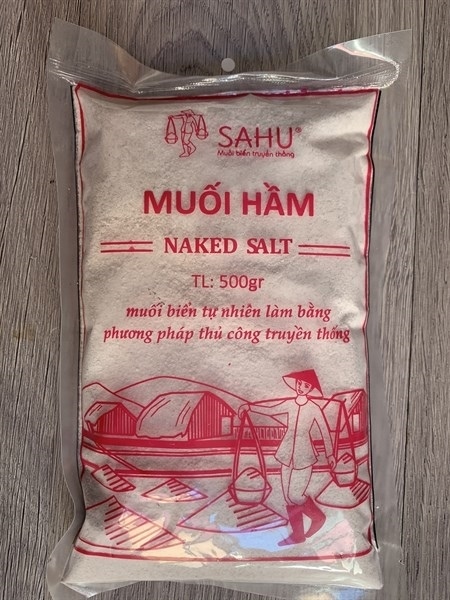 SAHU®
Muối biển truyền thống
MUỐI HẦM
NAKED SALT
TL: 500gr
muối biển tự nhiên làm bằng
phương pháp thủ công truyền thống